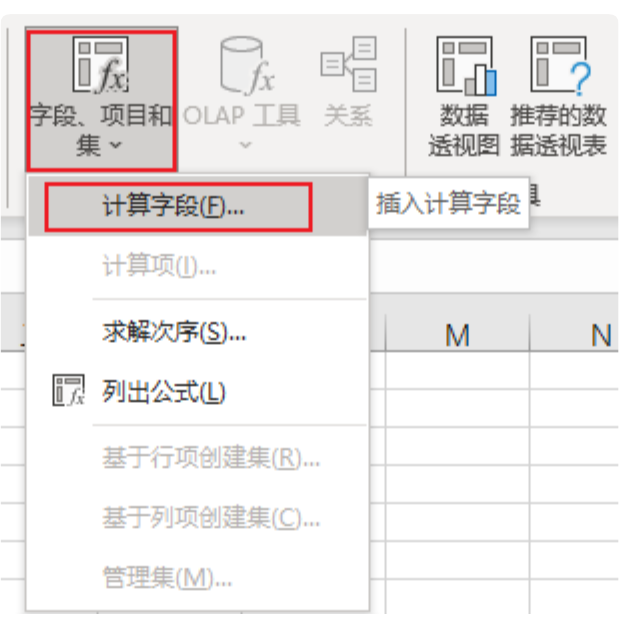 字段、项目和
集
OLAP 工具
关系
数据
透视图
推荐的数
据透视表
计算字段(F)...
插入计算字段
计算项(I)...
求解次序(S)...
M
N
列出公式(L)
基于行项创建集(R)...
基于列项创建集(C)...
管理集(M)...